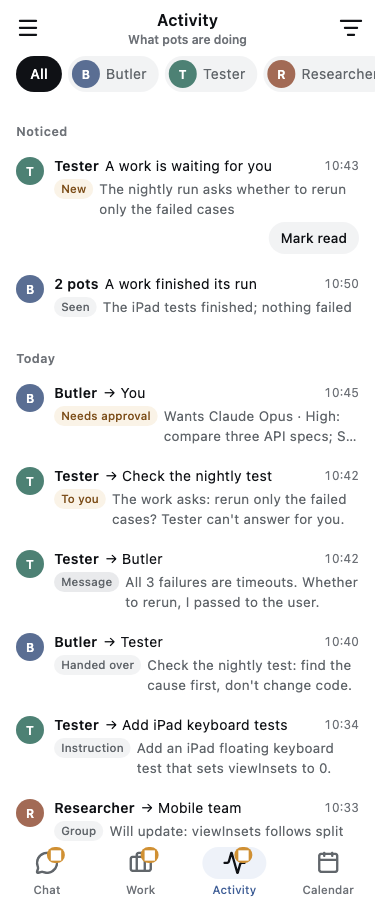 Activity
What pots are doing
All
B Butler
T Tester
R Researcher
Noticed
T Tester A work is waiting for you 10:43
New The nightly run asks whether to rerun
only the failed cases
Mark read
B 2 pots A work finished its run 10:50
Seen The iPad tests finished; nothing failed
Today
B Butler → You 10:45
Needs approval Wants Claude Opus · High:
compare three API specs; S…
T Tester → Check the nightly test 10:42
To you The work asks: rerun only the failed
cases? Tester can't answer for you.
T Tester → Butler 10:42
Message All 3 failures are timeouts. Whether
to rerun, I passed to the user.
B Butler → Tester 10:40
Handed over Check the nightly test: find the
cause first, don't change code.
T Tester → Add iPad keyboard tests 10:34
Instruction Add an iPad floating keyboard
test that sets viewInsets to 0.
R Researcher → Mobile team 10:33
Group Will update: viewInsets follows split
Chat
Work
Activity
Calendar